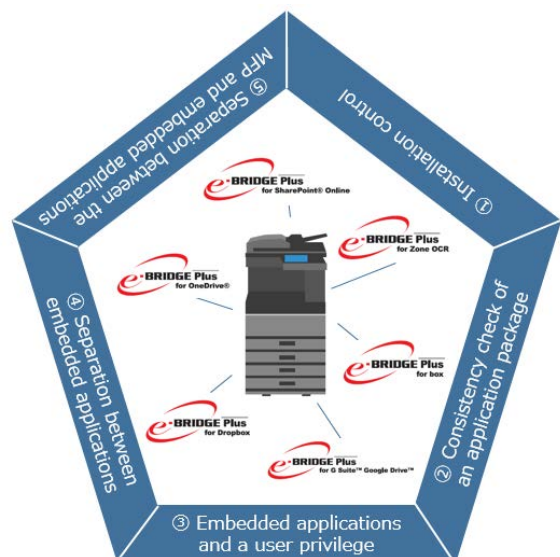 ① Installation control
② Consistency check of
an application package
③ Embedded applications
and a user privilege
④ Separation between
embedded applications
⑤ Separation between the
MFP and embedded applications
e-BRIDGE Plus
for SharePoint® Online
e-BRIDGE Plus
for Zone OCR
e-BRIDGE Plus
for OneDrive®
e-BRIDGE Plus
for box
e-BRIDGE Plus
for Dropbox
e-BRIDGE Plus
for G Suite™ Google Drive™